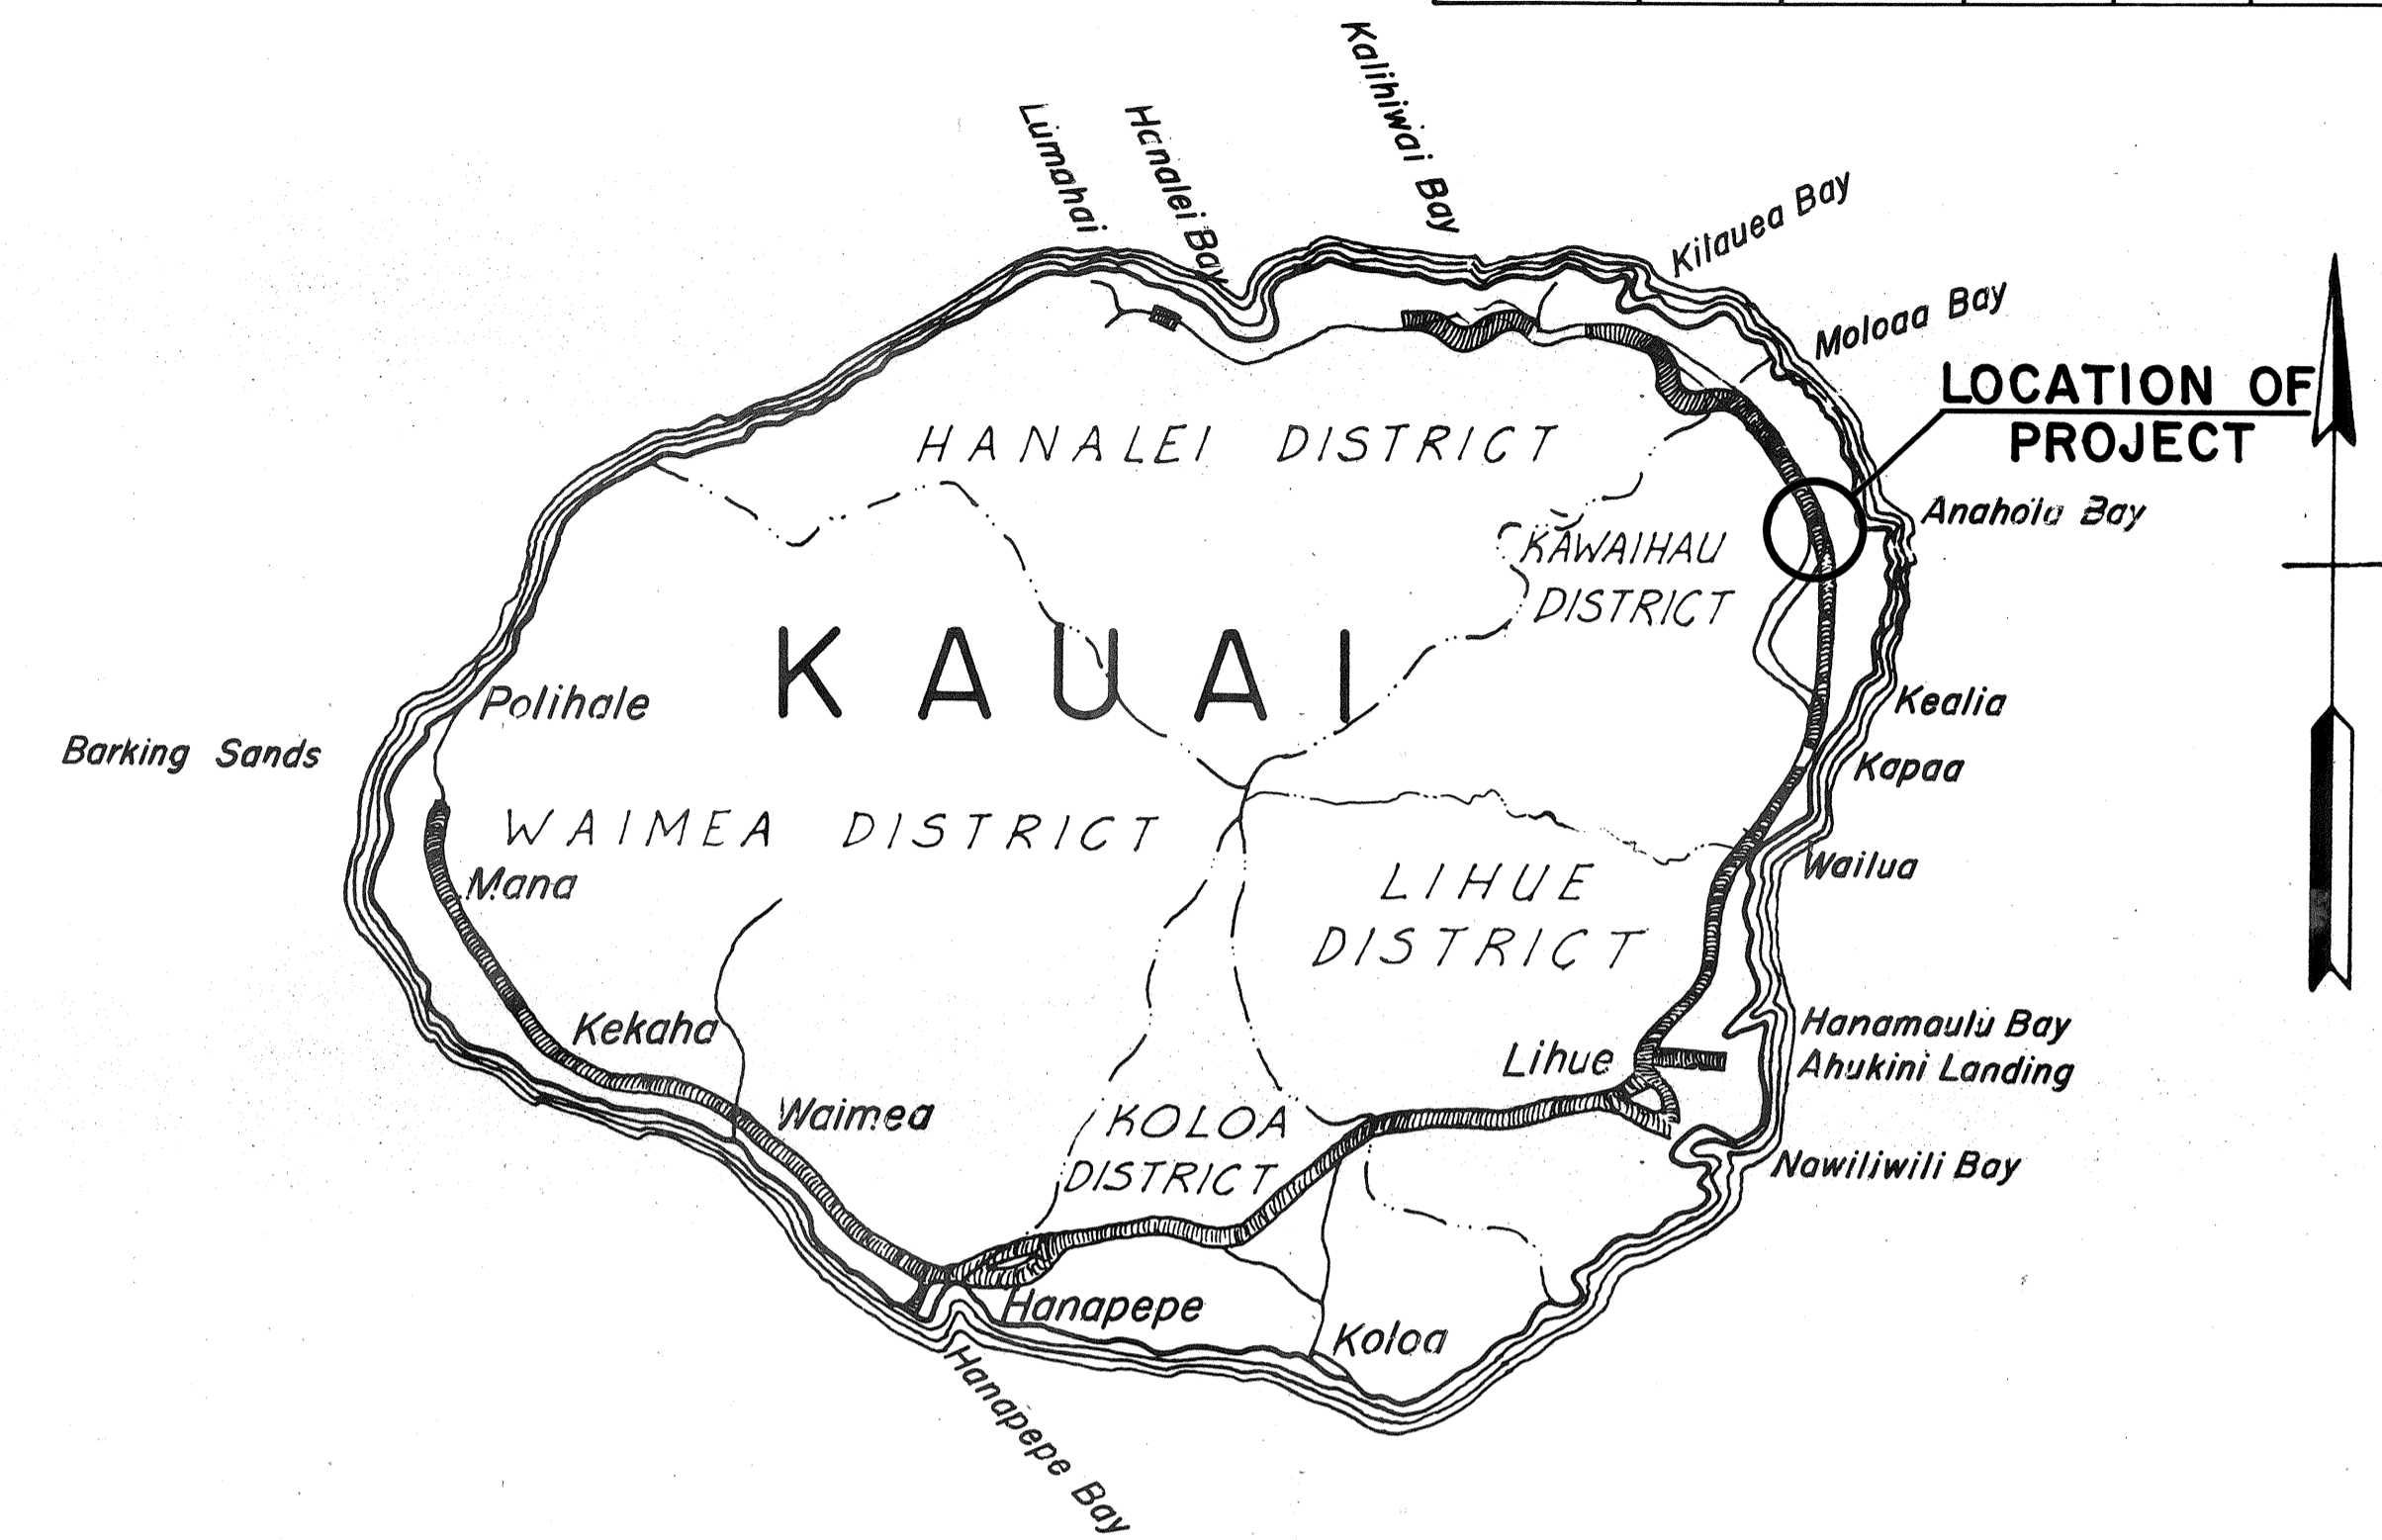 Kalihiwai Bay
Lumahai
Hanalei Bay
Kilauea Bay
Moloaa Bay
LOCATION OF
PROJECT
HANALEI DISTRICT
Anahola Bay
KAWAIHAU
DISTRICT
KAUAI
Polihale
Kealia
Barking Sands
Kapaa
WAIMEA DISTRICT
Wailua
Mana
LIHUE
DISTRICT
Kekaha
Hanamaulu Bay
Lihue
Ahukini Landing
Waimea
KOLOA
DISTRICT
Nawiliwili Bay
Hanapepe
Koloa
Hanapepe Bay